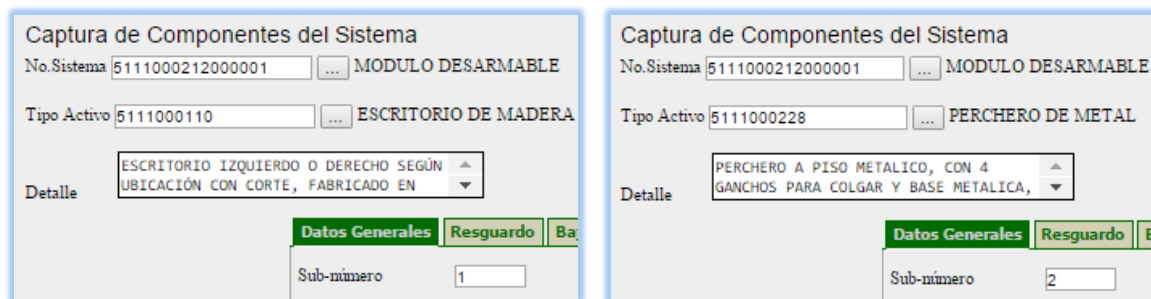 Captura de Componentes del Sistema
No.Sistema 5111000212000001 ... MODULO DESARMABLE
Tipo Activo 5111000110 ... ESCRITORIO DE MADERA
Detalle
ESCRITORIO IZQUIERDO O DERECHO SEGÚN
UBICACIÓN CON CORTE, FABRICADO EN
Datos Generales Resguardo
Sub-número 1
Captura de Componentes del Sistema
No.Sistema 5111000212000001 ... MODULO DESARMABLE
Tipo Activo 5111000228 ... PERCHERO DE METAL
Detalle
PERCHERO A PISO METALICO, CON 4
GANCHOS PARA COLGAR Y BASE METALICA,
Datos Generales Resguardo
Sub-número 2